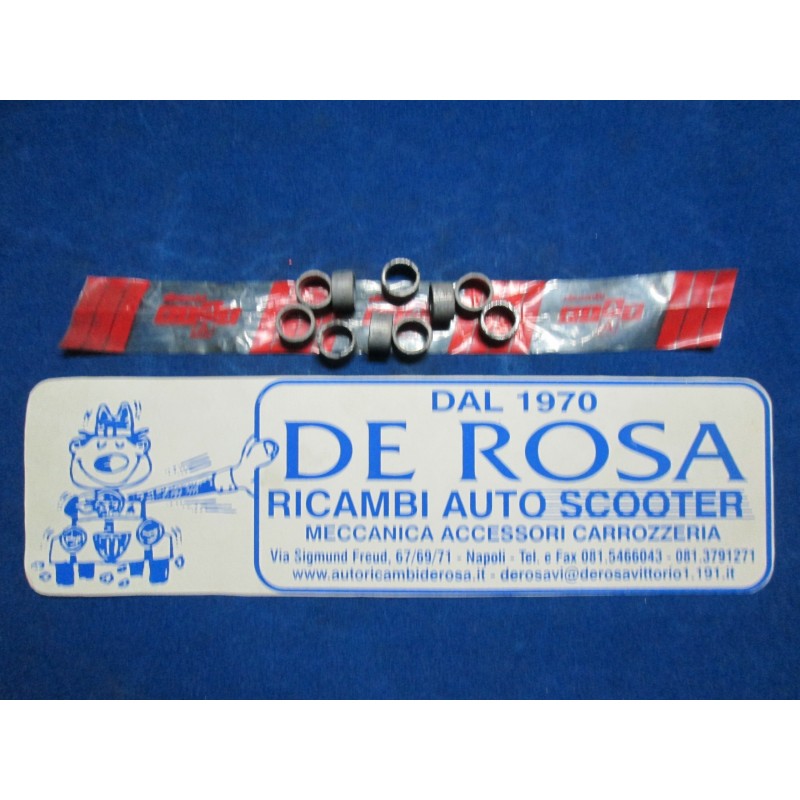 DAL 1970
DE ROSA
RICAMBI AUTO SCOOTER
MECCANICA ACCESSORI CARROZZERIA
Via Sigmund Freud, 67/69/71 - Napoli - Tel. e Fax 081.5466043 - 081.3791271
www.autoricambiderosa.it - derosavi@derosavittorio1.191.it